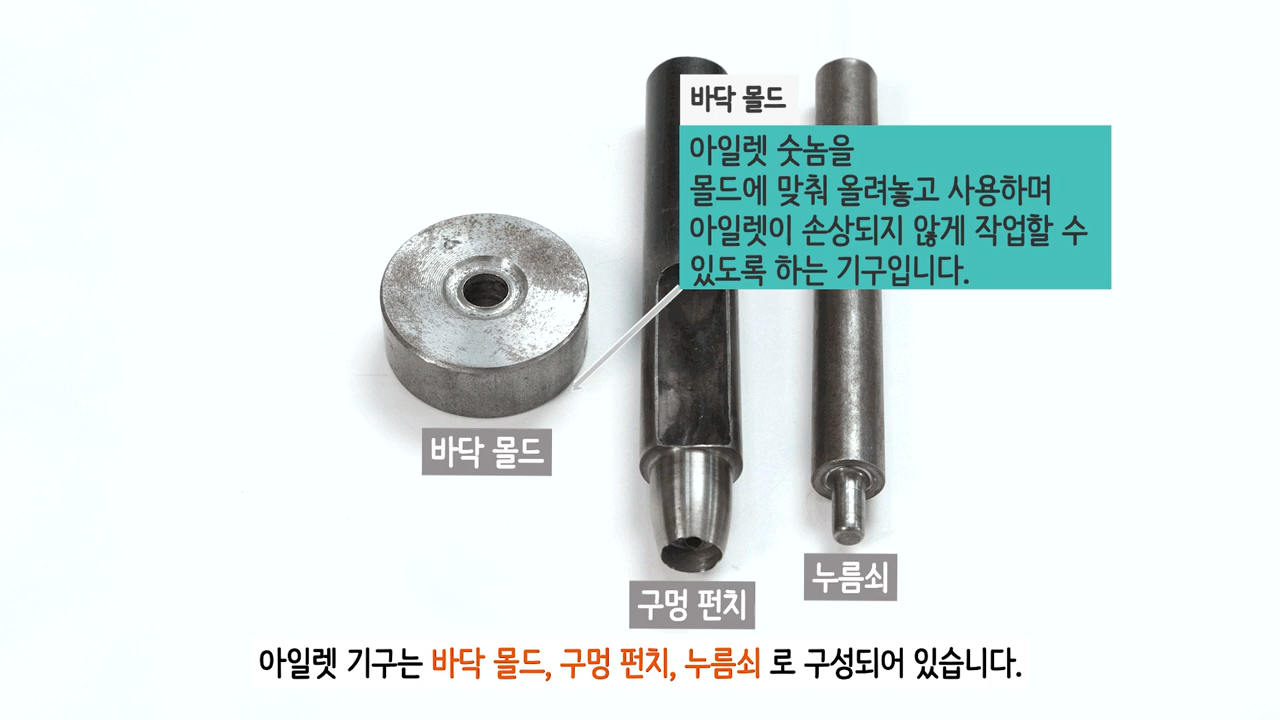 바닥 몰드
아일렛 숫놈을
몰드에 맞춰 올려놓고 사용하며
아일렛이 손상되지 않게 작업할 수
있도록 하는 기구입니다.
바닥 몰드
누름쇠
구멍 펀치
아일렛 기구는 바닥 몰드, 구멍 펀치, 누름쇠 로 구성되어 있습니다.